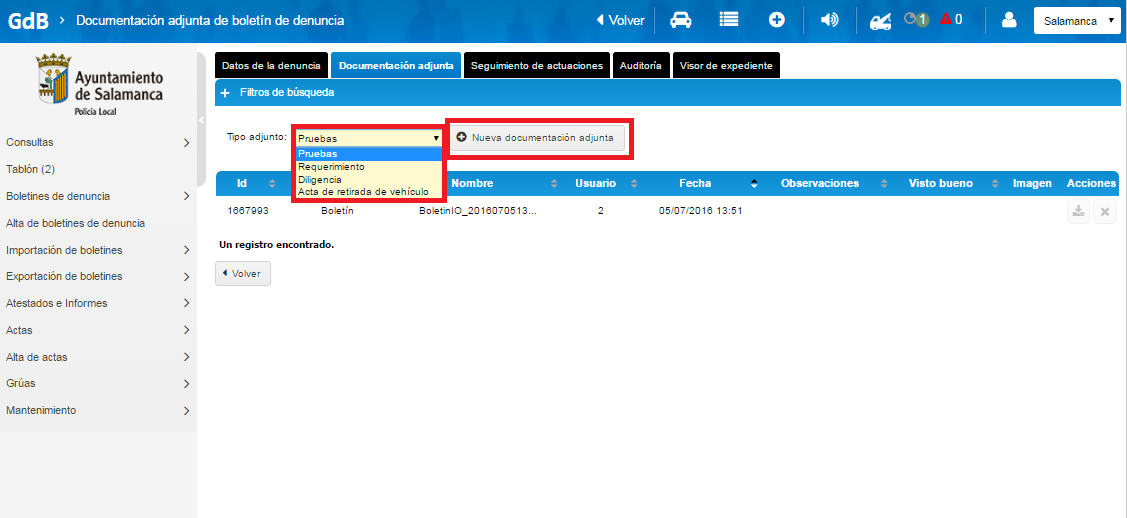 GdB > Documentación adjunta de boletín de denuncia Volver 1 0 Salamanca
Ayuntamiento
de Salamanca
Policía Local
Consultas
Tablón (2)
Boletines de denuncia
Alta de boletines de denuncia
Importación de boletines
Exportación de boletines
Atestados e Informes
Actas
Alta de actas
Grúas
Mantenimiento
Datos de la denuncia Documentación adjunta Seguimiento de actuaciones Auditoría Visor de expediente
+ Filtros de búsqueda
Tipo adjunto: Pruebas Nueva documentación adjunta
Pruebas
Requerimiento
Diligencia
Acta de retirada de vehículo
Id Nombre Usuario Fecha Observaciones Visto bueno Imagen Acciones
1667993 Boletín BoletinIO_2016070513... 2 05/07/2016 13:51
Un registro encontrado.
Volver